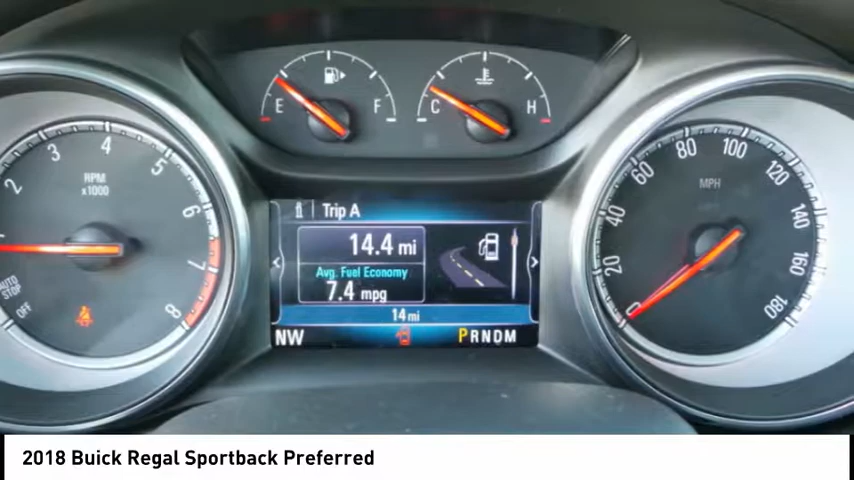 E F
C H
RPM
x1000
2 3 4 5 6 7 8
AUTO
STOP
OFF
Trip A
14.4 mi
Avg. Fuel Economy
7.4 mpg
14 mi
NW
PRNDM
MPH
0 20 40 60 80 100 120 140 160 180
2018 Buick Regal Sportback Preferred